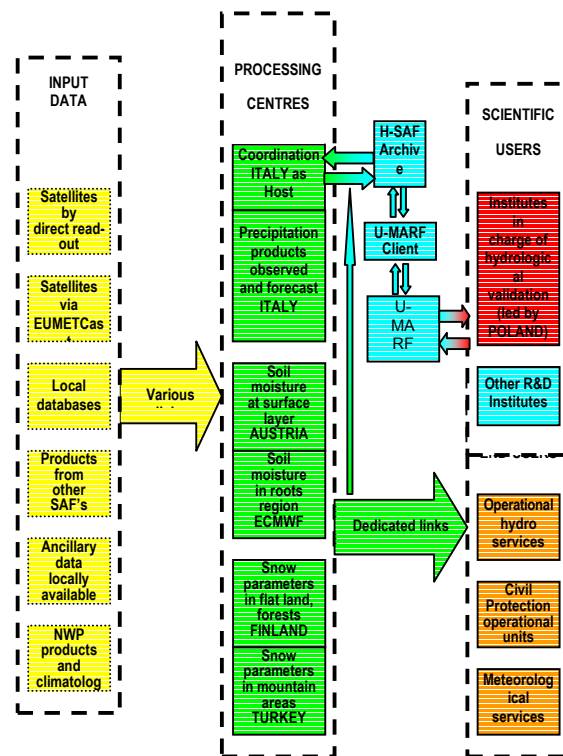 INPUT
DATA
Satellites
by
direct read-
out
Satellites
via
EUMETCas
Local
databases
Products
from
other
SAF's
Ancillary
data
locally
available
NWP
products
and
climatolog
Various
PROCESSING
CENTRES
Coordination
ITALY as
Host
Precipitation
products
observed
and forecast
ITALY
Soil
moisture
at surface
layer
AUSTRIA
Soil
moisture
in roots
region
ECMWF
Snow
parameters
in flat land,
forests
FINLAND
Snow
parameters
in mountain
areas
TURKEY
H-SAF
Archiv
e
U-MARF
Client
U-
MA
RF
Dedicated links
SCIENTIFIC
USERS
Institutes
in
charge of
hydrologic
al
validation
(led by
POLAND)
Other R&D
Institutes
Operational
hydro
services
Civil
Protection
operational
units
Meteorolog
ical
services